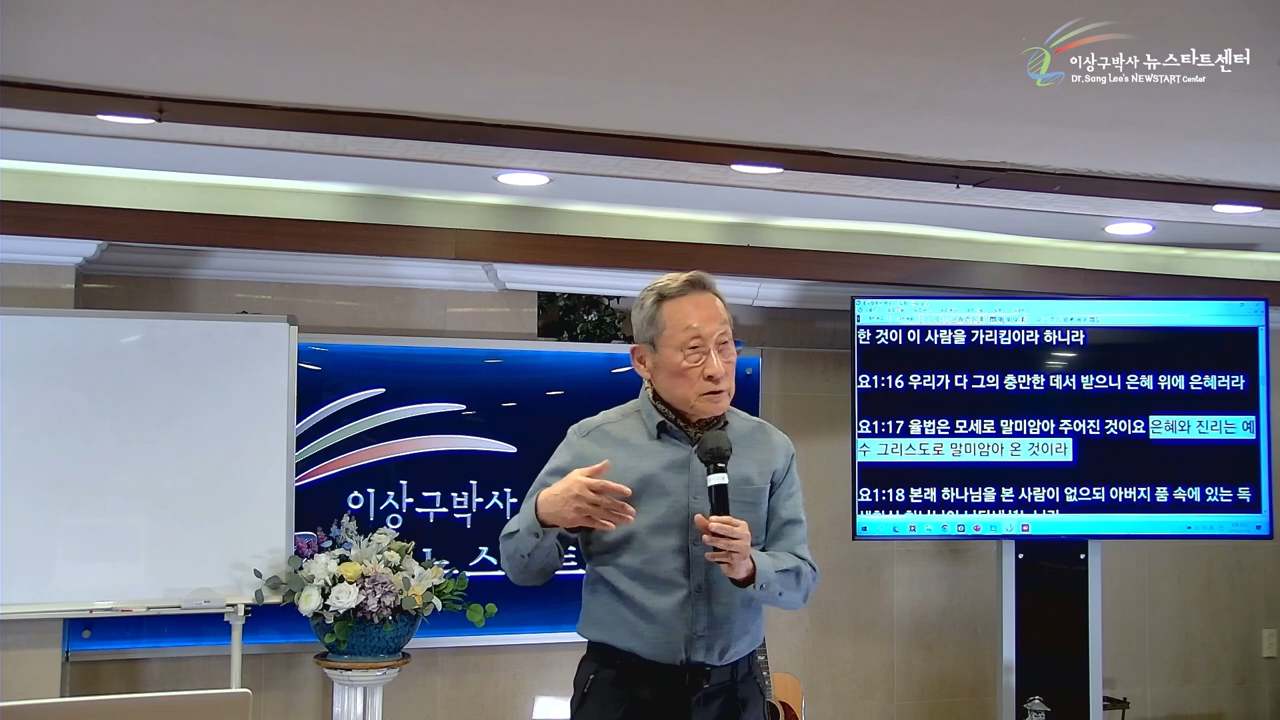 이상구박사 뉴스타트센터
Dr. Sang Lee's NEWSTART Center
한 것이 이 사람을 가리킴이라 하니라
요1:16 우리가 다 그의 충만한 데서 받으니 은혜 위에 은혜러라
요1:17 율법은 모세로 말미암아 주어진 것이요 은혜와 진리는 예
수 그리스도로 말미암아 온 것이라
요1:18 본래 하나님을 본 사람이 없으되 아버지 품 속에 있는 독
이상구박사
뉴스타트